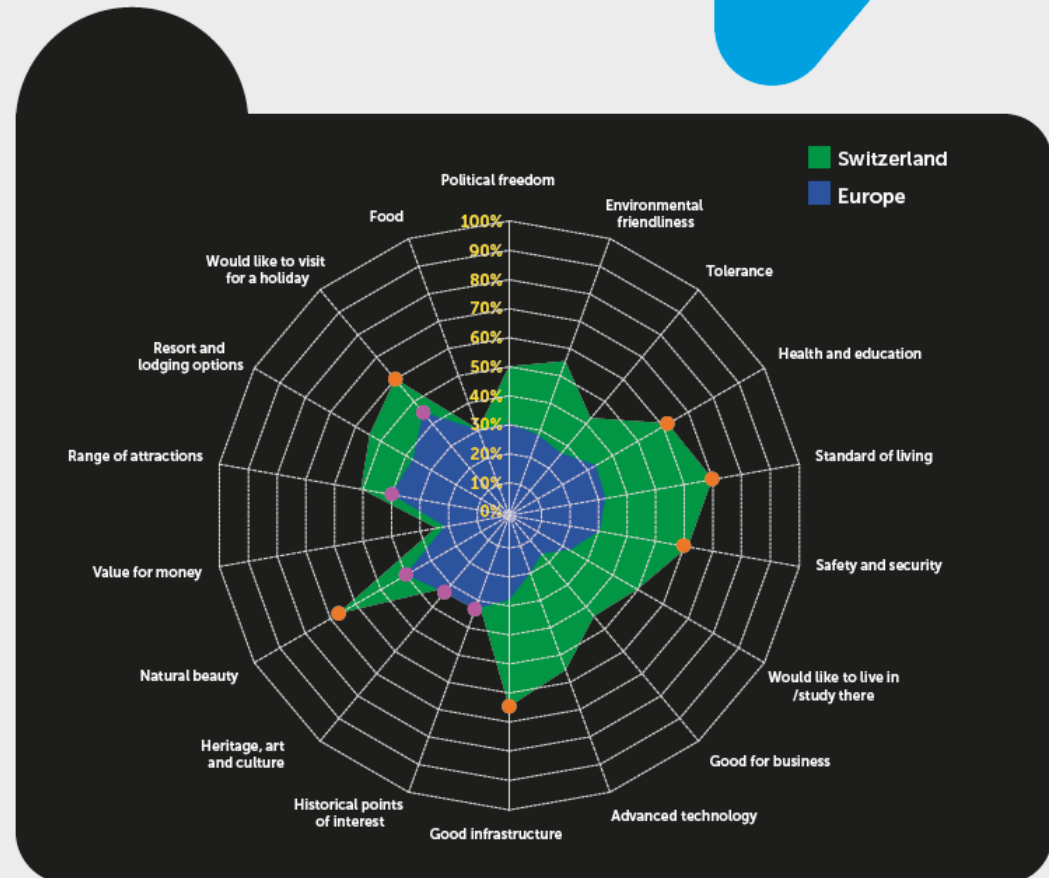 Switzerland
Europe
Political freedom
Environmental
friendliness
Tolerance
Health and education
Standard of living
Safety and security
Would like to live in
/study there
Good for business
Advanced technology
Good infrastructure
Historical points
of interest
Heritage, art
and culture
Natural beauty
Value for money
Range of attractions
Resort and
lodging options
Would like to visit
for a holiday
Food
100%
90%
80%
70%
60%
50%
40%
30%
20%
10%
0%